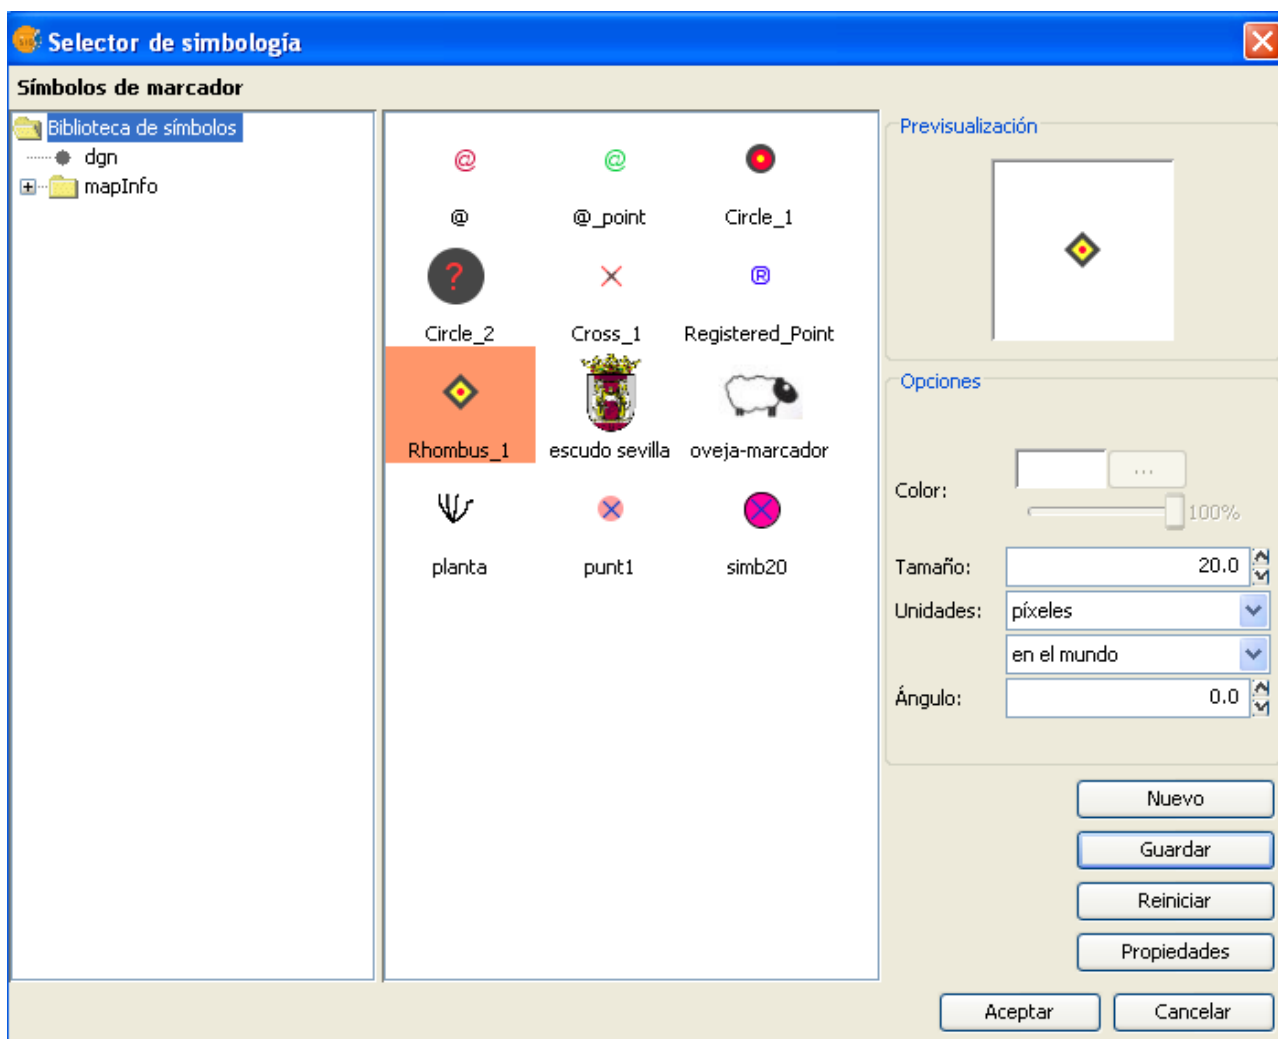 Selector de simbología
Símbolos de marcador
Biblioteca de símbolos
dgn
mapInfo
@ @
@ @_point Circle_1
?
®
Circle_2 Cross_1 Registered_Point
Rhombus_1 escudo sevilla oveja-marcador
planta punt1 simb20
Previsualización
Opciones
Color:
...
100%
Tamaño: 20.0
Unidades: píxeles
en el mundo
Ángulo: 0.0
Nuevo
Guardar
Reiniciar
Propiedades
Aceptar Cancelar